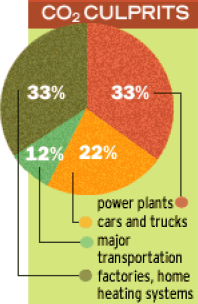 CO₂ CULPRITS
33%
33%
12%
22%
power plants
cars and trucks
major
transportation
factories, home
heating systems